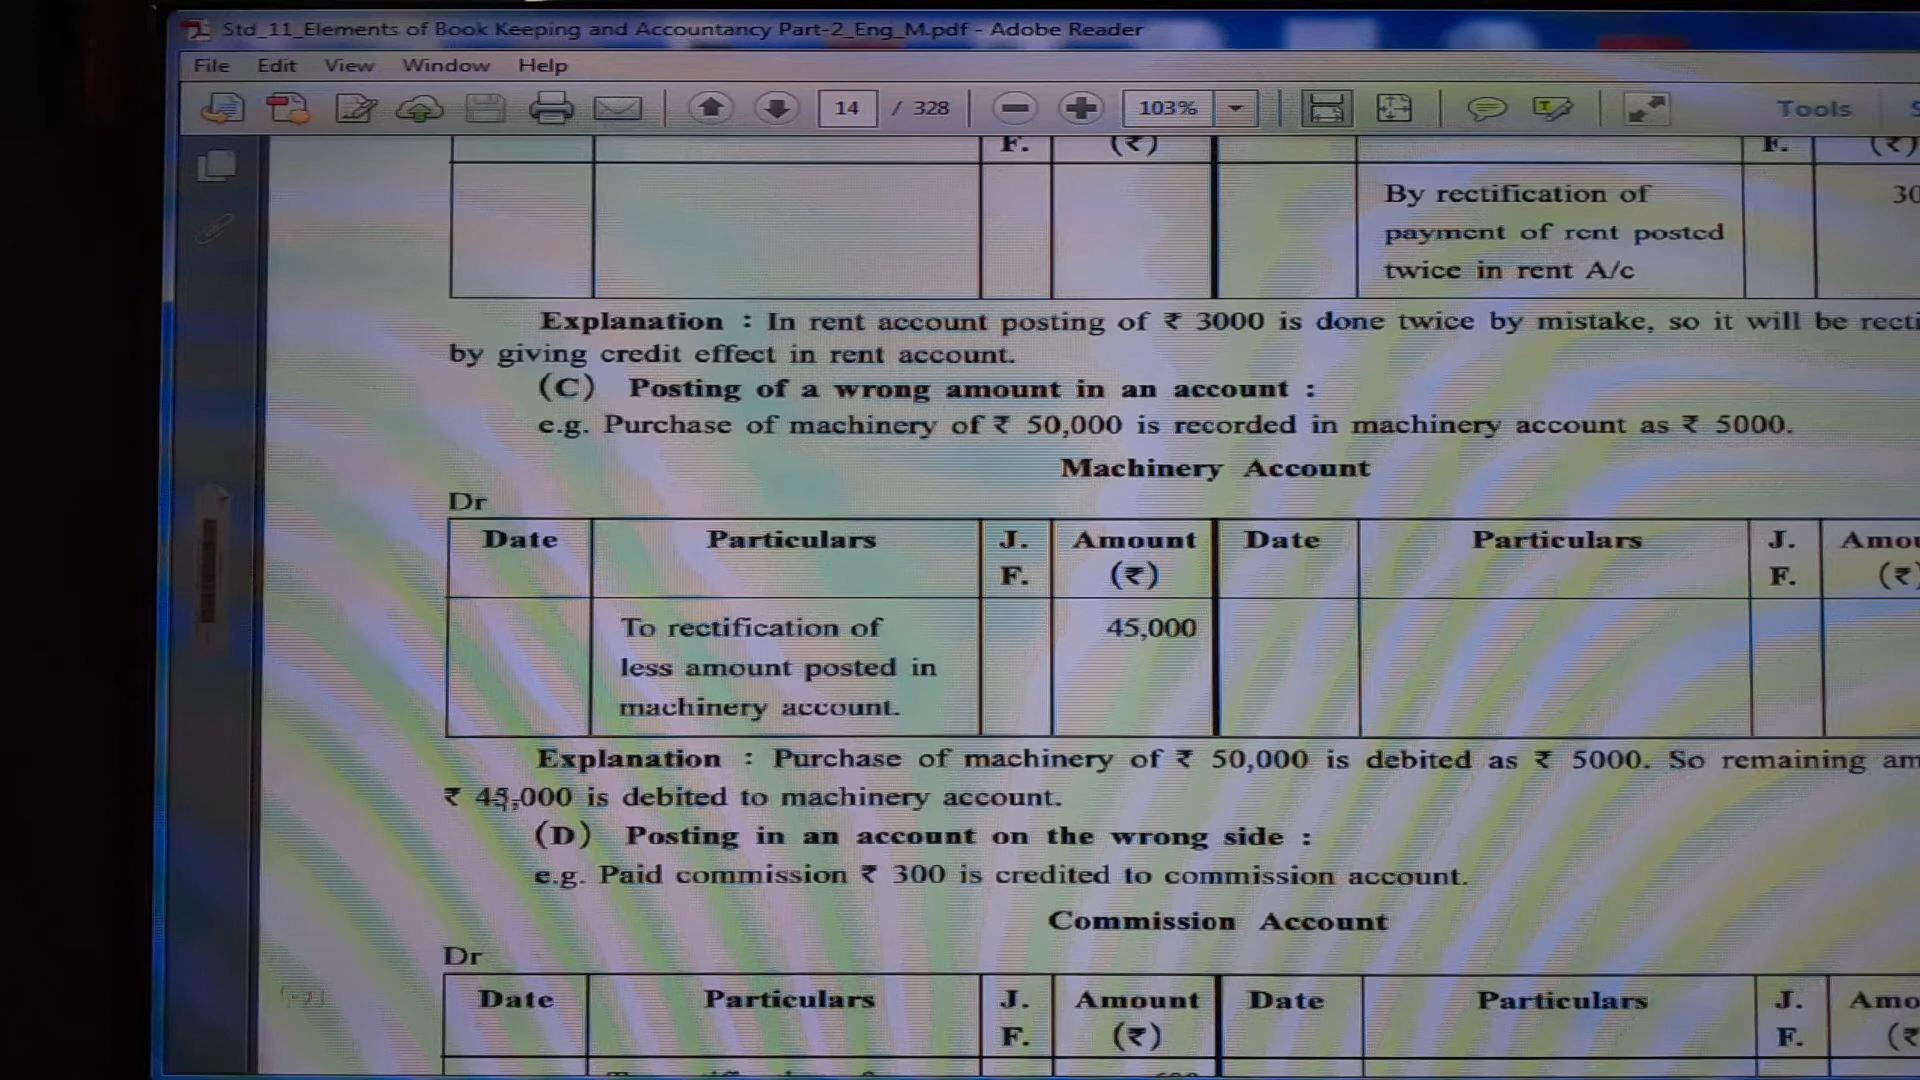 Std_11_Elements of Book Keeping and Accountancy Part-2_Eng_M.pdf - Adobe Reader
File Edit View Window Help
14 / 328 103% Tools
F. (₹) F. (₹)
By rectification of
payment of rent posted
twice in rent A/c
Explanation : In rent account posting of ₹ 3000 is done twice by mistake, so it will be
by giving credit effect in rent account.
(C) Posting of a wrong amount in an account :
e.g. Purchase of machinery of ₹ 50,000 is recorded in machinery account as ₹ 5000.
Machinery Account
Dr
Date Particulars J. Amount Date Particulars J.
F. (₹) F. (₹)
To rectification of 45,000
less amount posted in
machinery account.
Explanation : Purchase of machinery of ₹ 50,000 is debited as ₹ 5000. So remaining
₹ 45,000 is debited to machinery account.
(D) Posting in an account on the wrong side :
e.g. Paid commission ₹ 300 is credited to commission account.
Commission Account
Dr
Date Particulars J. Amount Date Particulars J.
F. (₹) F. (₹